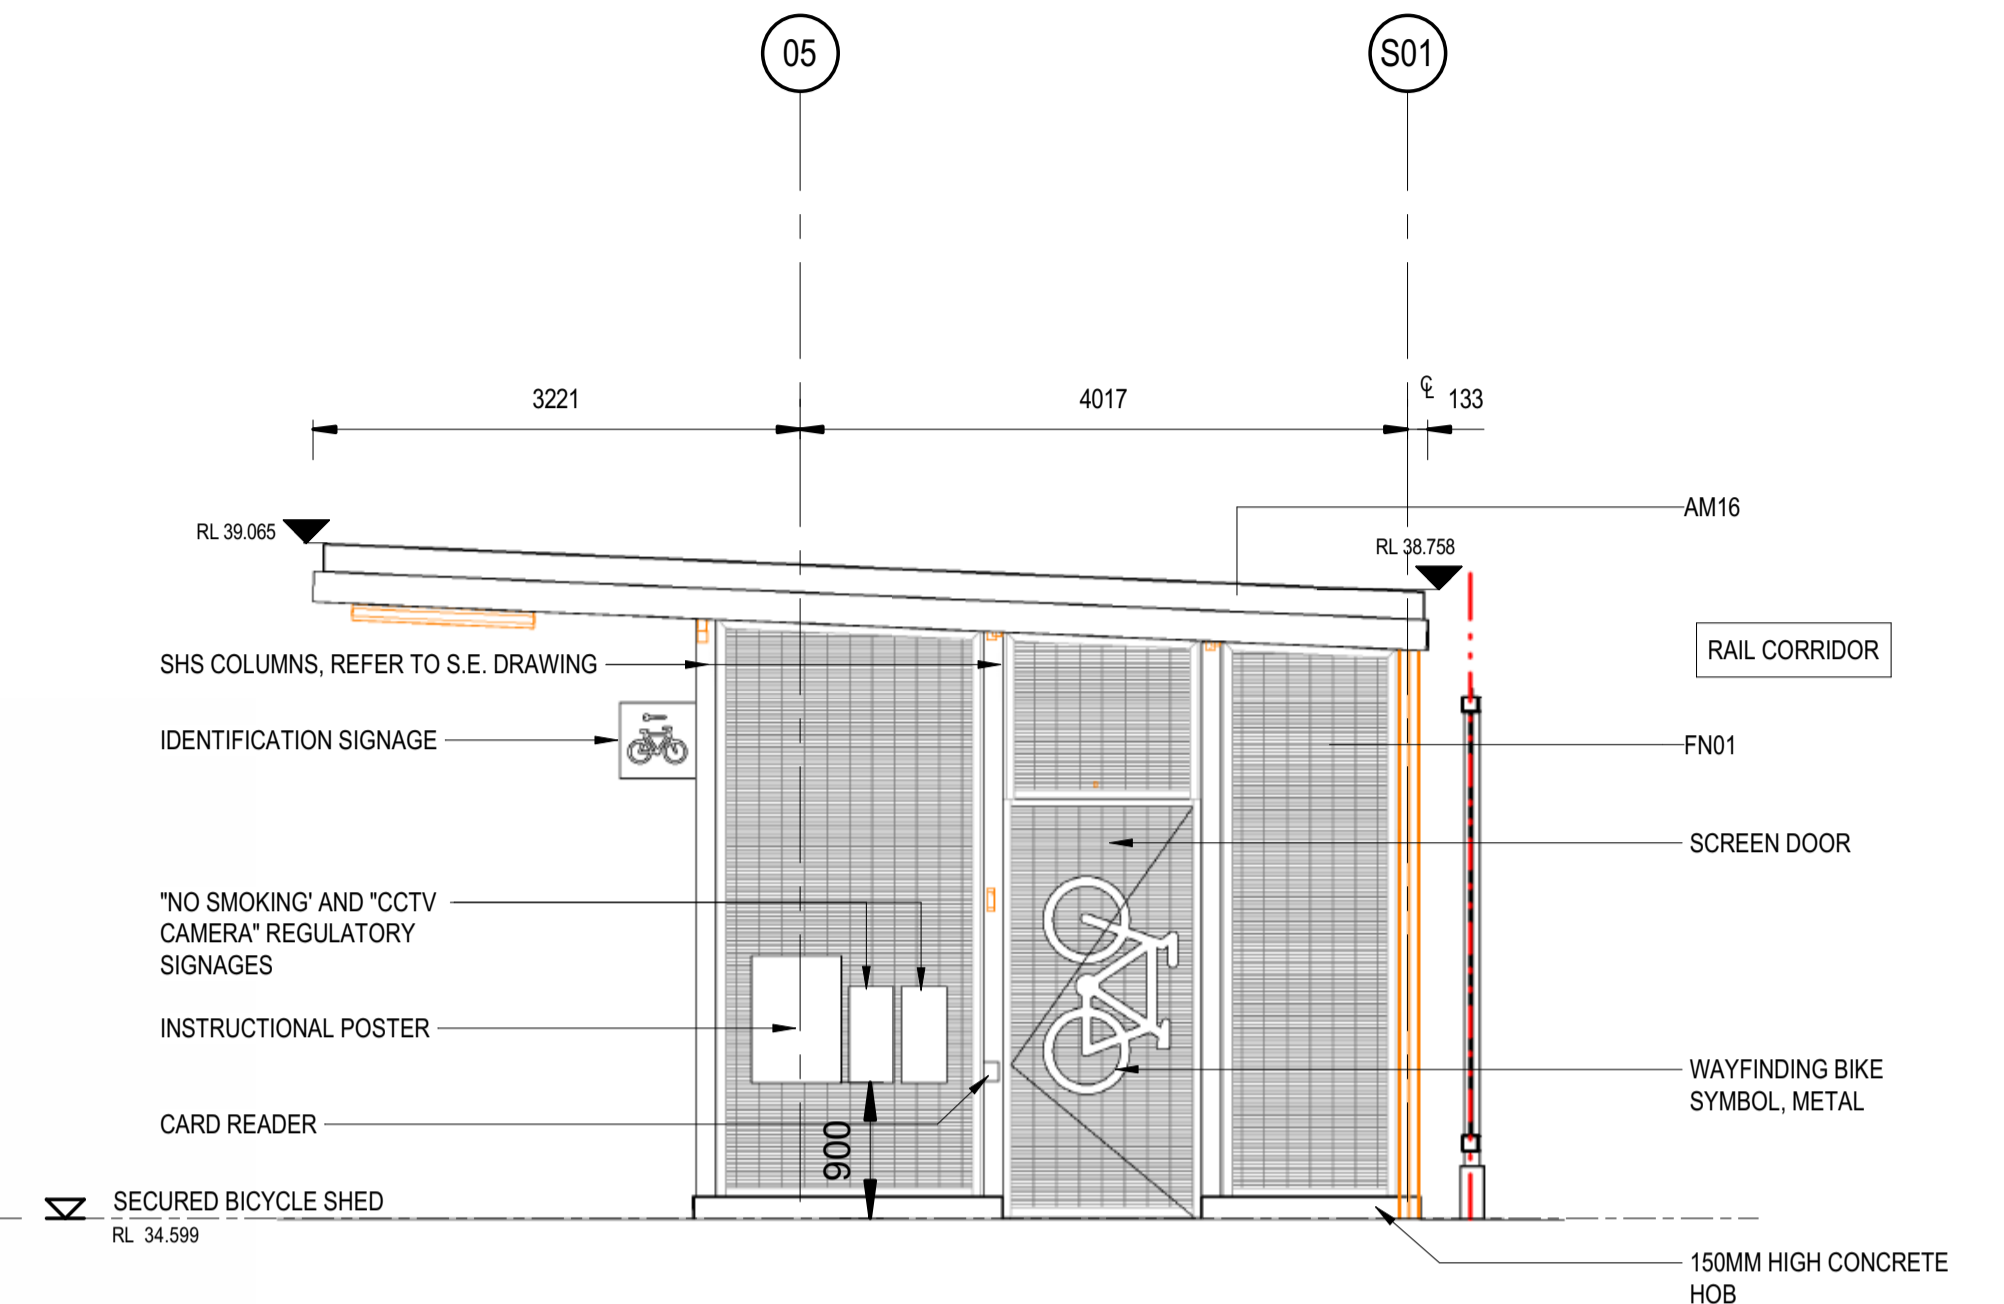 05
S01
3221
4017
℄
133
AM16
RL 39.065
RL 38.758
RAIL CORRIDOR
SHS COLUMNS, REFER TO S.E. DRAWING
IDENTIFICATION SIGNAGE
FN01
SCREEN DOOR
"NO SMOKING' AND "CCTV
CAMERA" REGULATORY
SIGNAGES
INSTRUCTIONAL POSTER
WAYFINDING BIKE
SYMBOL, METAL
CARD READER
900
SECURED BICYCLE SHED
RL 34.599
150MM HIGH CONCRETE
HOB